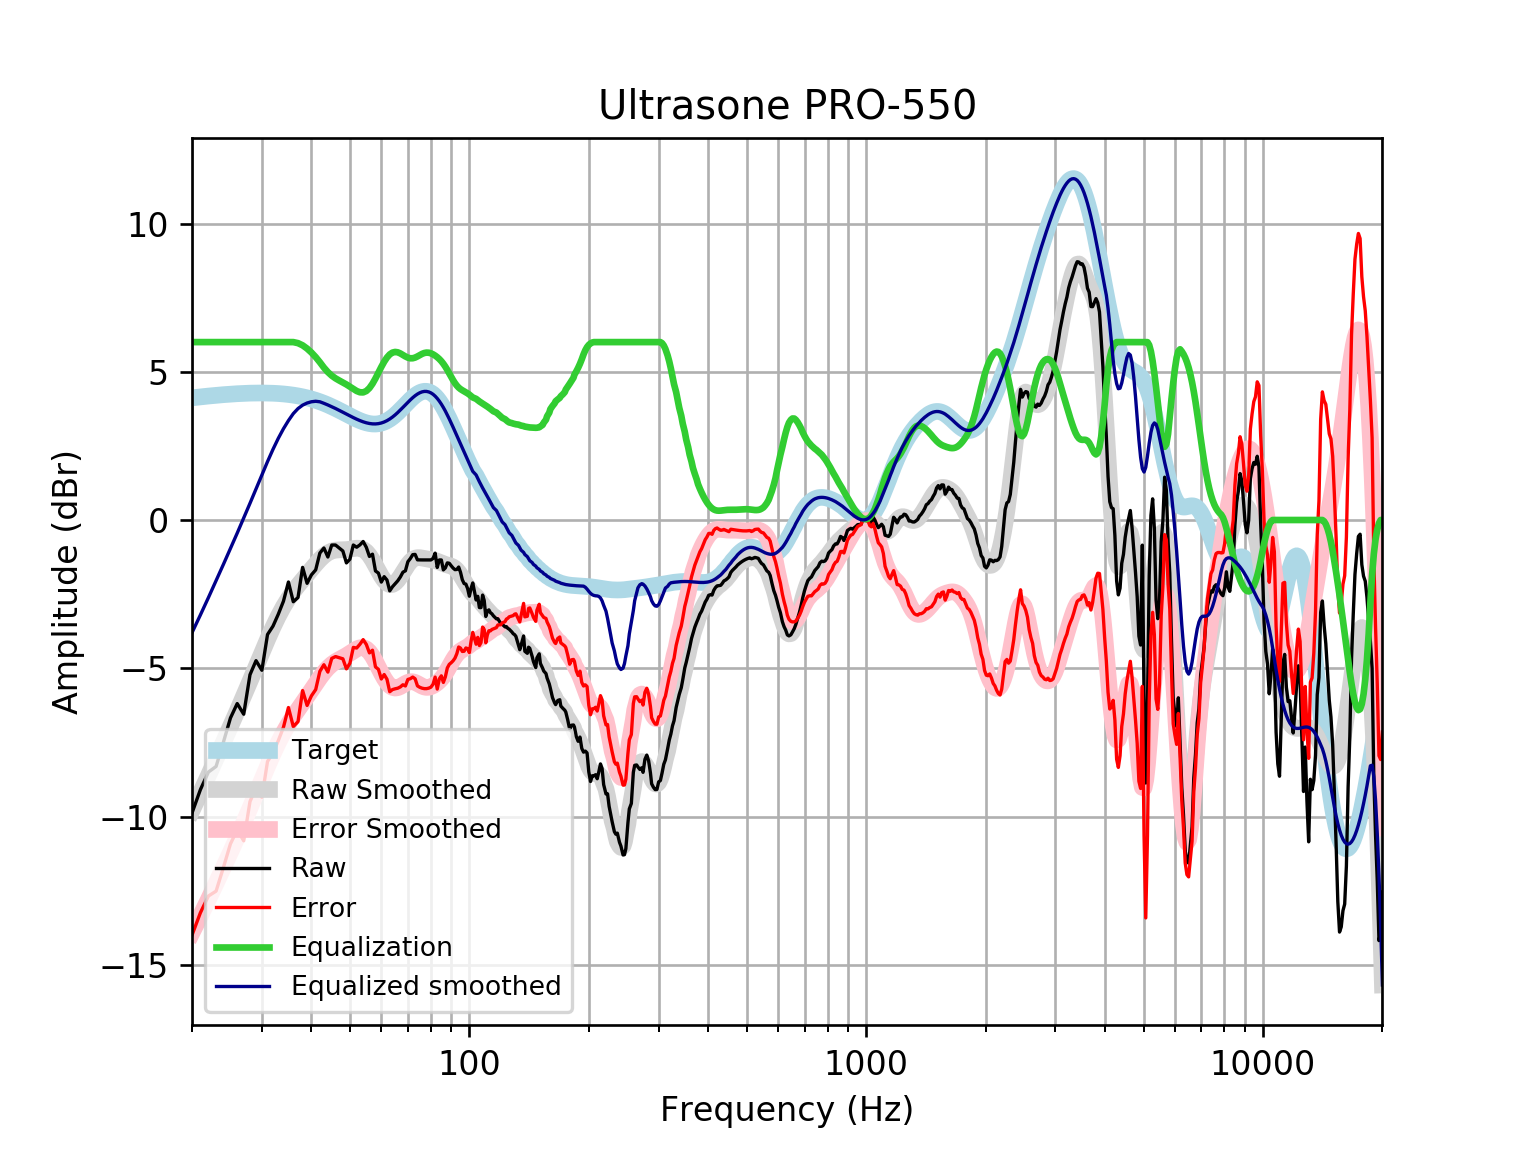 Ultrasone PRO-550
Amplitude (dBr)
10
5
0
−5
−10
−15
Target
Raw Smoothed
Error Smoothed
Raw
Error
Equalization
Equalized smoothed
100
1000
10000
Frequency (Hz)